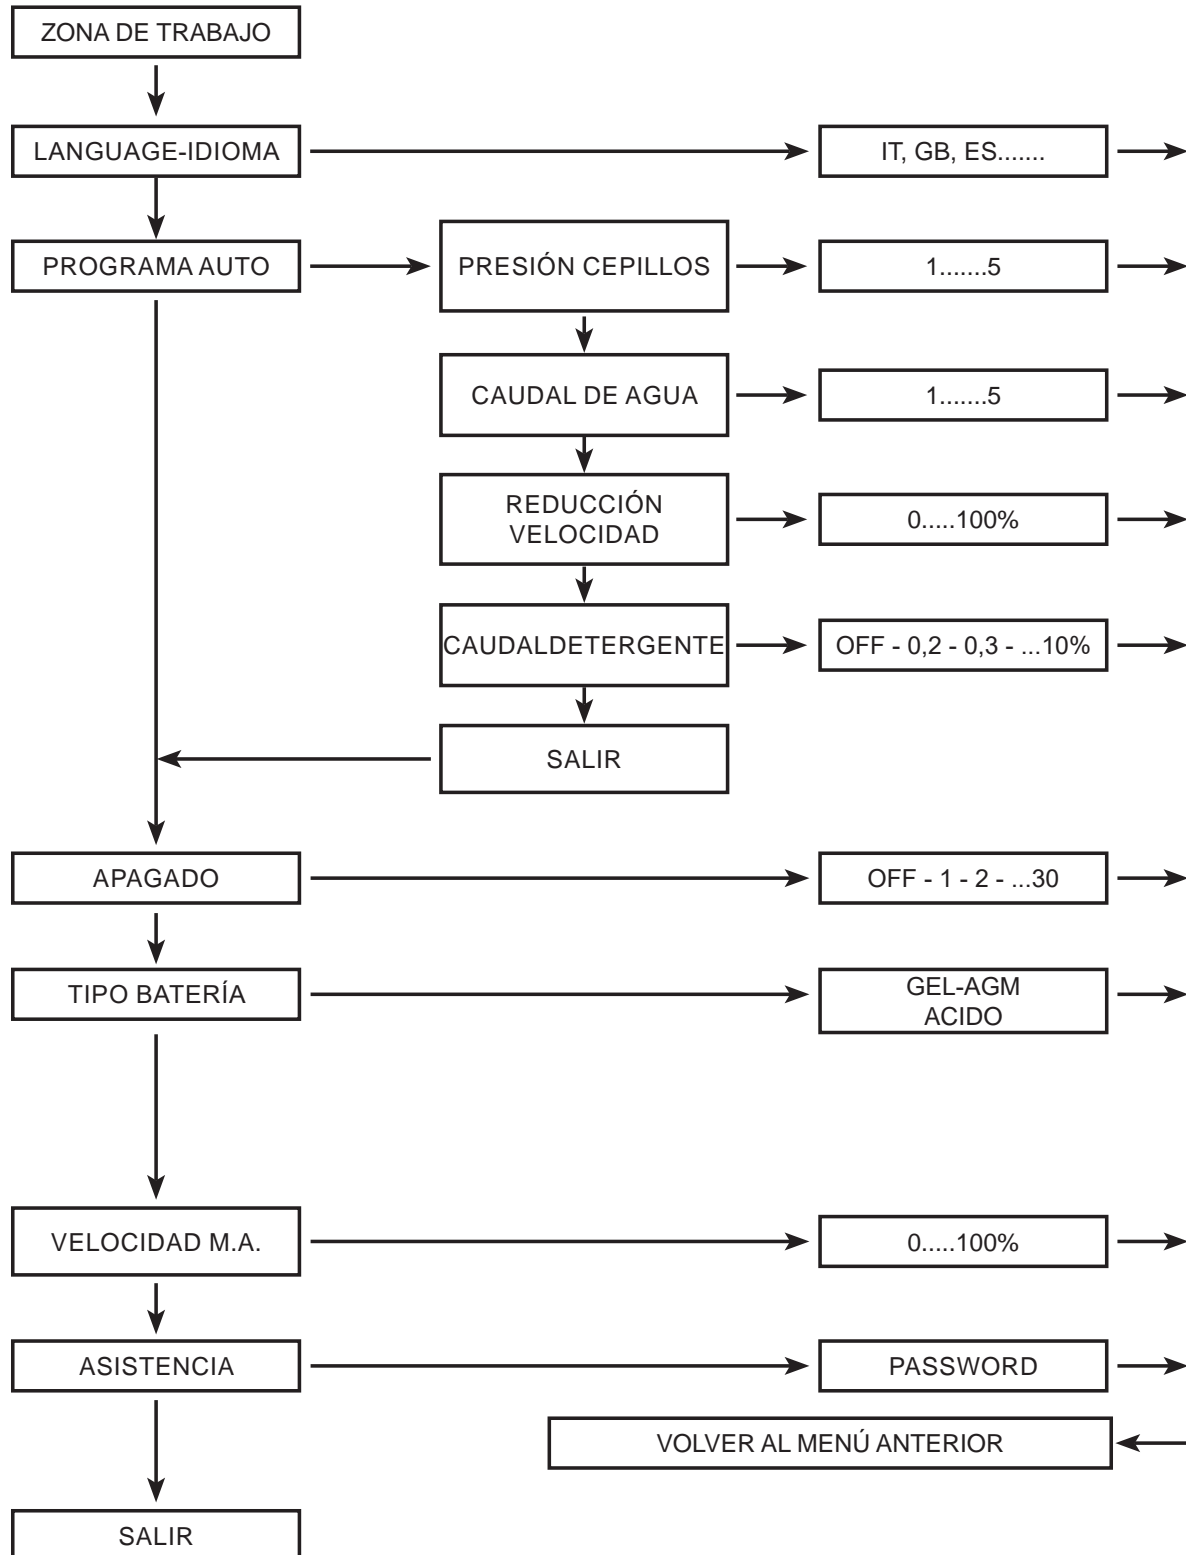 ZONA DE TRABAJO
LANGUAGE-IDIOMA
IT, GB, ES.......
PROGRAMA AUTO
PRESIÓN CEPILLOS
1.......5
CAUDAL DE AGUA
1.......5
REDUCCIÓN
VELOCIDAD
0.....100%
CAUDALDETERGENTE
OFF - 0,2 - 0,3 - ...10%
SALIR
APAGADO
OFF - 1 - 2 - ...30
TIPO BATERÍA
GEL-AGM
ACIDO
VELOCIDAD M.A.
0.....100%
ASISTENCIA
PASSWORD
VOLVER AL MENÚ ANTERIOR
SALIR